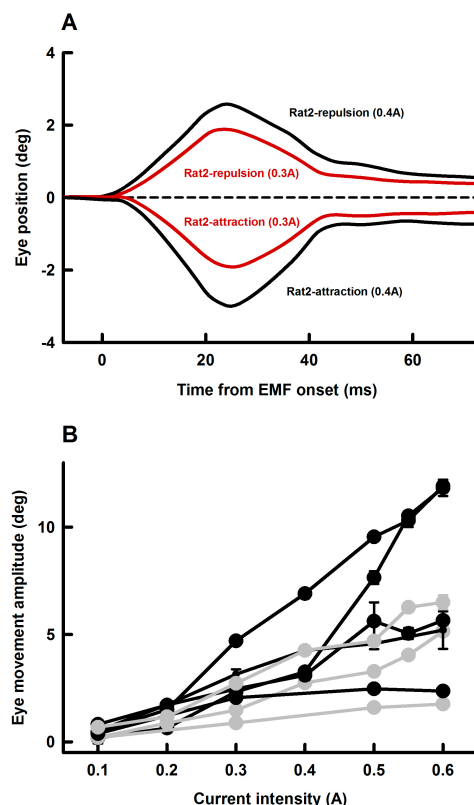 A
4
2
0
-2
-4
Eye position (deg)
Rat2-repulsion (0.4A)
Rat2-repulsion (0.3A)
Rat2-attraction (0.3A)
Rat2-attraction (0.4A)
0 20 40 60
Time from EMF onset (ms)
B
10
5
0
Eye movement amplitude (deg)
0.1 0.2 0.3 0.4 0.5 0.6
Current intensity (A)